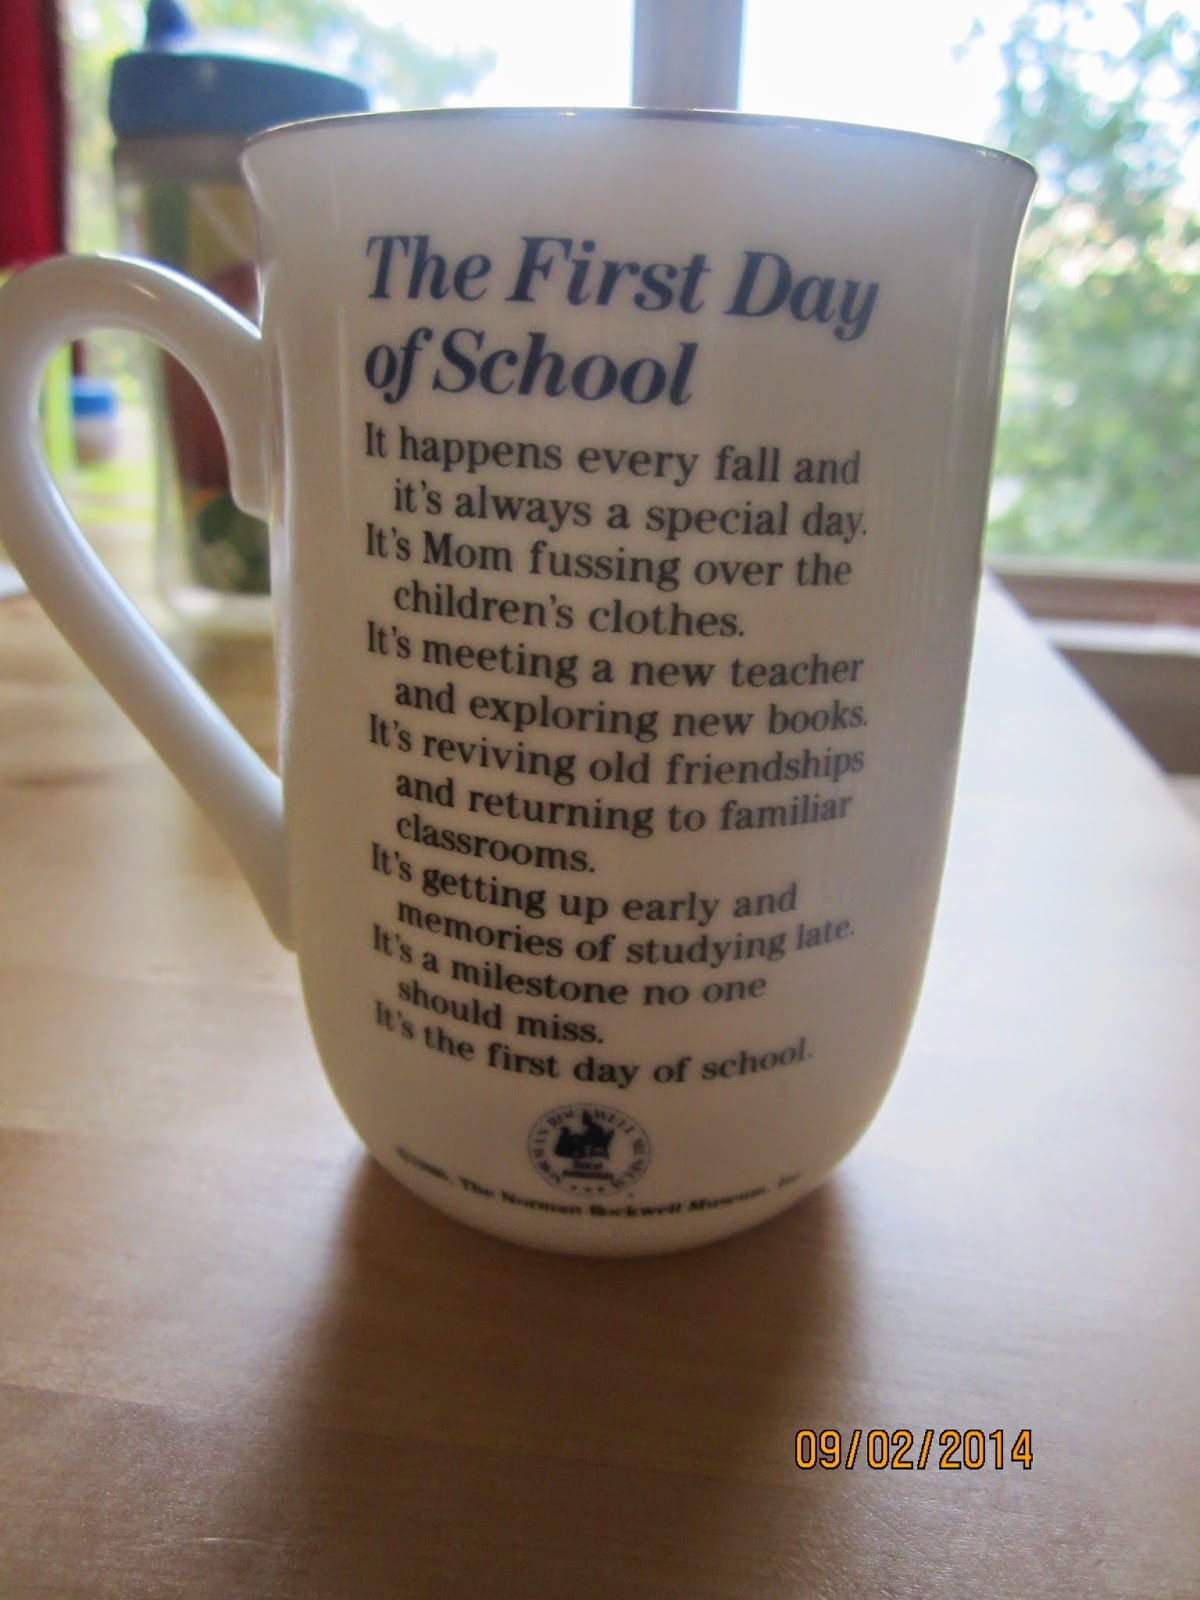 The First Day
of School
It happens every fall and
it's always a special day.
It's Mom fussing over the
children's clothes.
It's meeting a new teacher
and exploring new books.
It's reviving old friendships
and returning to familiar
classrooms.
It's getting up early and
memories of studying late.
It's a milestone no one
should miss.
It's the first day of school.
NORMAN ROCKWELL MUSEUM
The Norman Rockwell Museum, Inc.
09/02/2014